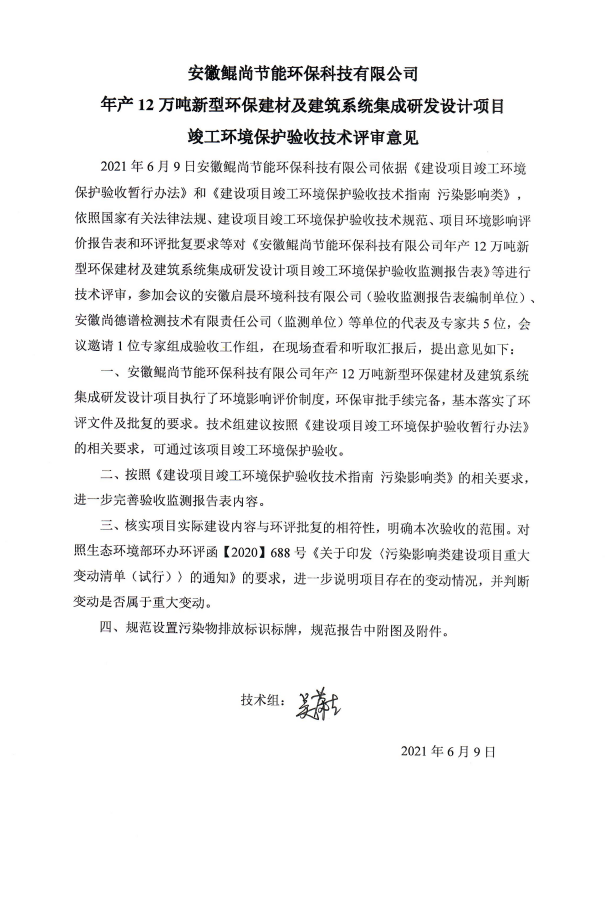 安徽鲲尚节能环保科技有限公司
年产 12 万吨新型环保建材及建筑系统集成研发设计项目
竣工环境保护验收技术评审意见
2021 年 6 月 9 日安徽鲲尚节能环保科技有限公司依据《建设项目竣工环境
保护验收暂行办法》和《建设项目竣工环境保护验收技术指南 污染影响类》，
依照国家有关法律法规、建设项目竣工环境保护验收技术规范、项目环境影响评
价报告表和环评批复要求等对《安徽鲲尚节能环保科技有限公司年产 12 万吨新
型环保建材及建筑系统集成研发设计项目竣工环境保护验收监测报告表》等进行
技术评审，参加会议的安徽启晨环境科技有限公司（验收监测报告表编制单位）、
安徽尚德谱检测技术有限责任公司（监测单位）等单位的代表及专家共 5 位，会
议邀请 1 位专家组成验收工作组，在现场查看和听取汇报后，提出意见如下：
一、安徽鲲尚节能环保科技有限公司年产 12 万吨新型环保建材及建筑系统
集成研发设计项目执行了环境影响评价制度，环保审批手续完备，基本落实了环
评文件及批复的要求。技术组建议按照《建设项目竣工环境保护验收暂行办法》
的相关要求，可通过该项目竣工环境保护验收。
二、按照《建设项目竣工环境保护验收技术指南 污染影响类》的相关要求，
进一步完善验收监测报告表内容。
三、核实项目实际建设内容与环评批复的相符性，明确本次验收的范围。对
照生态环境部环办环评函【2020】688 号《关于印发〈污染影响类建设项目重大
变动清单（试行）〉的通知》的要求，进一步说明项目存在的变动情况，并判断
变动是否属于重大变动。
四、规范设置污染物排放标识标牌，规范报告中附图及附件。
技术组：
2021 年 6 月 9 日